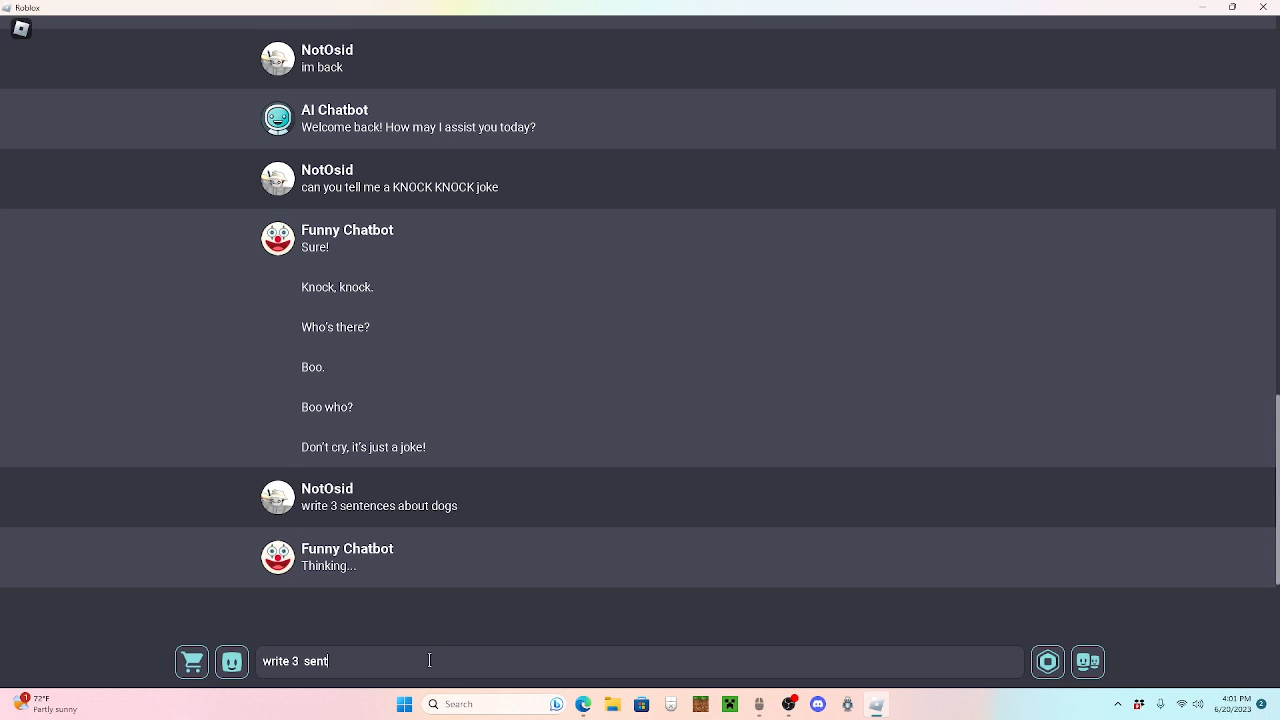 Roblox
NotOsid
im back
AI Chatbot
Welcome back! How may I assist you today?
NotOsid
can you tell me a KNOCK KNOCK joke
Funny Chatbot
Sure!
Knock, knock.
Who's there?
Boo.
Boo who?
Don't cry, it's just a joke!
NotOsid
write 3 sentences about dogs
Funny Chatbot
Thinking...
write 3 sent
1
72°F
Partly sunny
Search
4:01 PM
6/20/2023
2